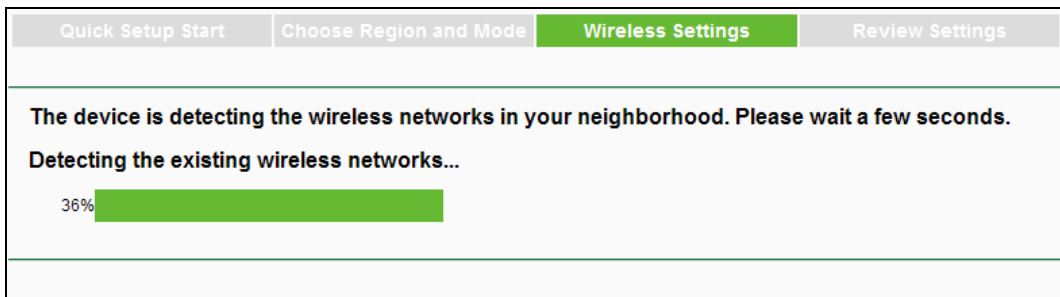 Quick Setup Start Choose Region and Mode Wireless Settings Review Settings
The device is detecting the wireless networks in your neighborhood. Please wait a few seconds.
Detecting the existing wireless networks...
36%